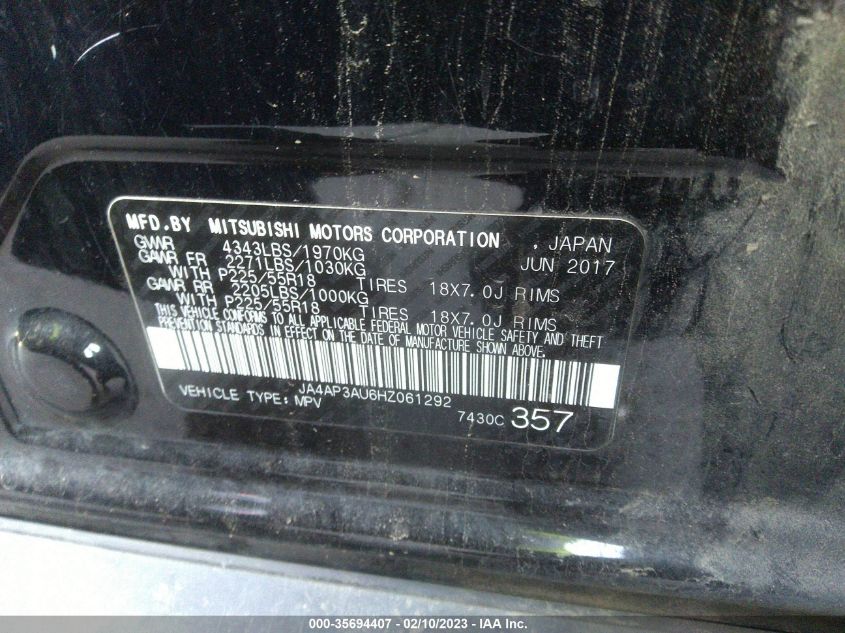 MFD.BY MITSUBISHI MOTORS CORPORATION , JAPAN
GVWR 4343LBS/1970KG JUN 2017
GAWR FR 2271LBS/1030KG
WITH P225/55R18 TIRES 18X7.0J RIMS
GAWR RR 2205LBS/1000KG
WITH P225/55R18 TIRES 18X7.0J RIMS
THIS VEHICLE CONFORMS TO ALL APPLICABLE FEDERAL MOTOR VEHICLE SAFETY AND THEFT
PREVENTION STANDARDS IN EFFECT ON THE DATE OF MANUFACTURE SHOWN ABOVE.
JA4AP3AU6HZ061292
VEHICLE TYPE: MPV 7430C 357
000-35694407 - 02/10/2023 - IAA Inc.